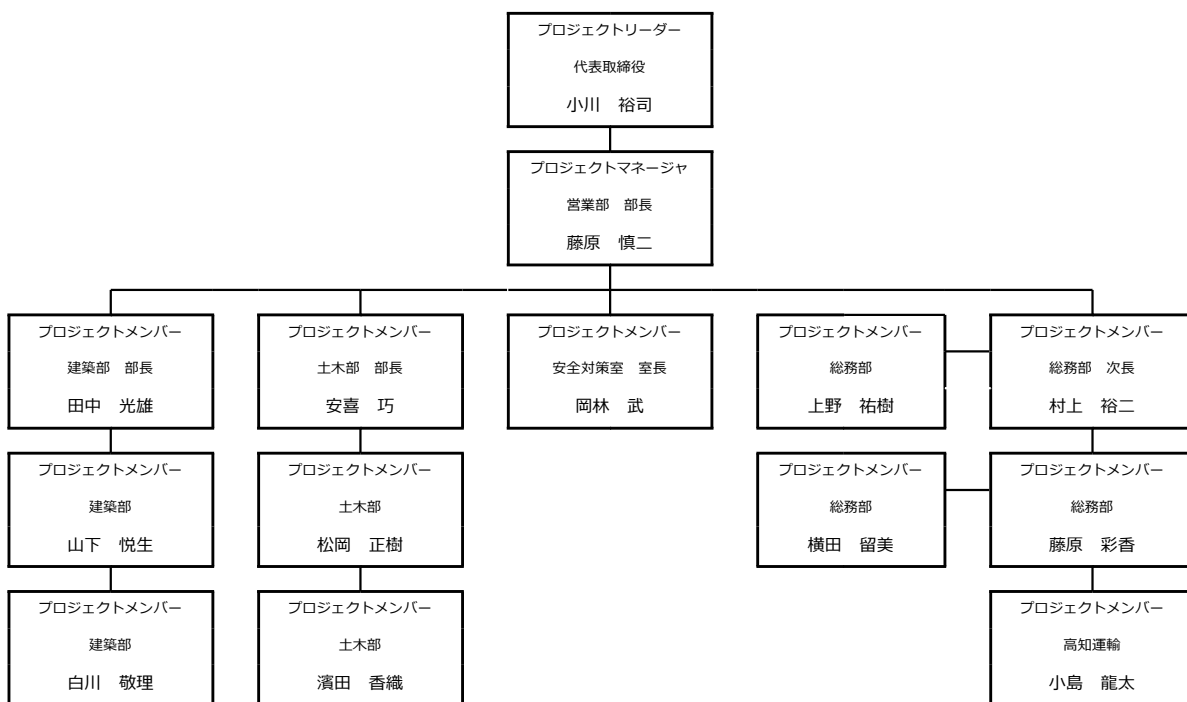 プロジェクトリーダー
代表取締役
小川　裕司
プロジェクトマネージャ
営業部　部長
藤原　慎二
プロジェクトメンバー
建築部　部長
田中　光雄
プロジェクトメンバー
土木部　部長
安喜　巧
プロジェクトメンバー
安全対策室　室長
岡林　武
プロジェクトメンバー
総務部
上野　祐樹
プロジェクトメンバー
総務部　次長
村上　裕二
プロジェクトメンバー
建築部
山下　悦生
プロジェクトメンバー
土木部
松岡　正樹
プロジェクトメンバー
総務部
横田　留美
プロジェクトメンバー
総務部
藤原　彩香
プロジェクトメンバー
建築部
白川　敬理
プロジェクトメンバー
土木部
濱田　香織
プロジェクトメンバー
高知運輸
小島　龍太